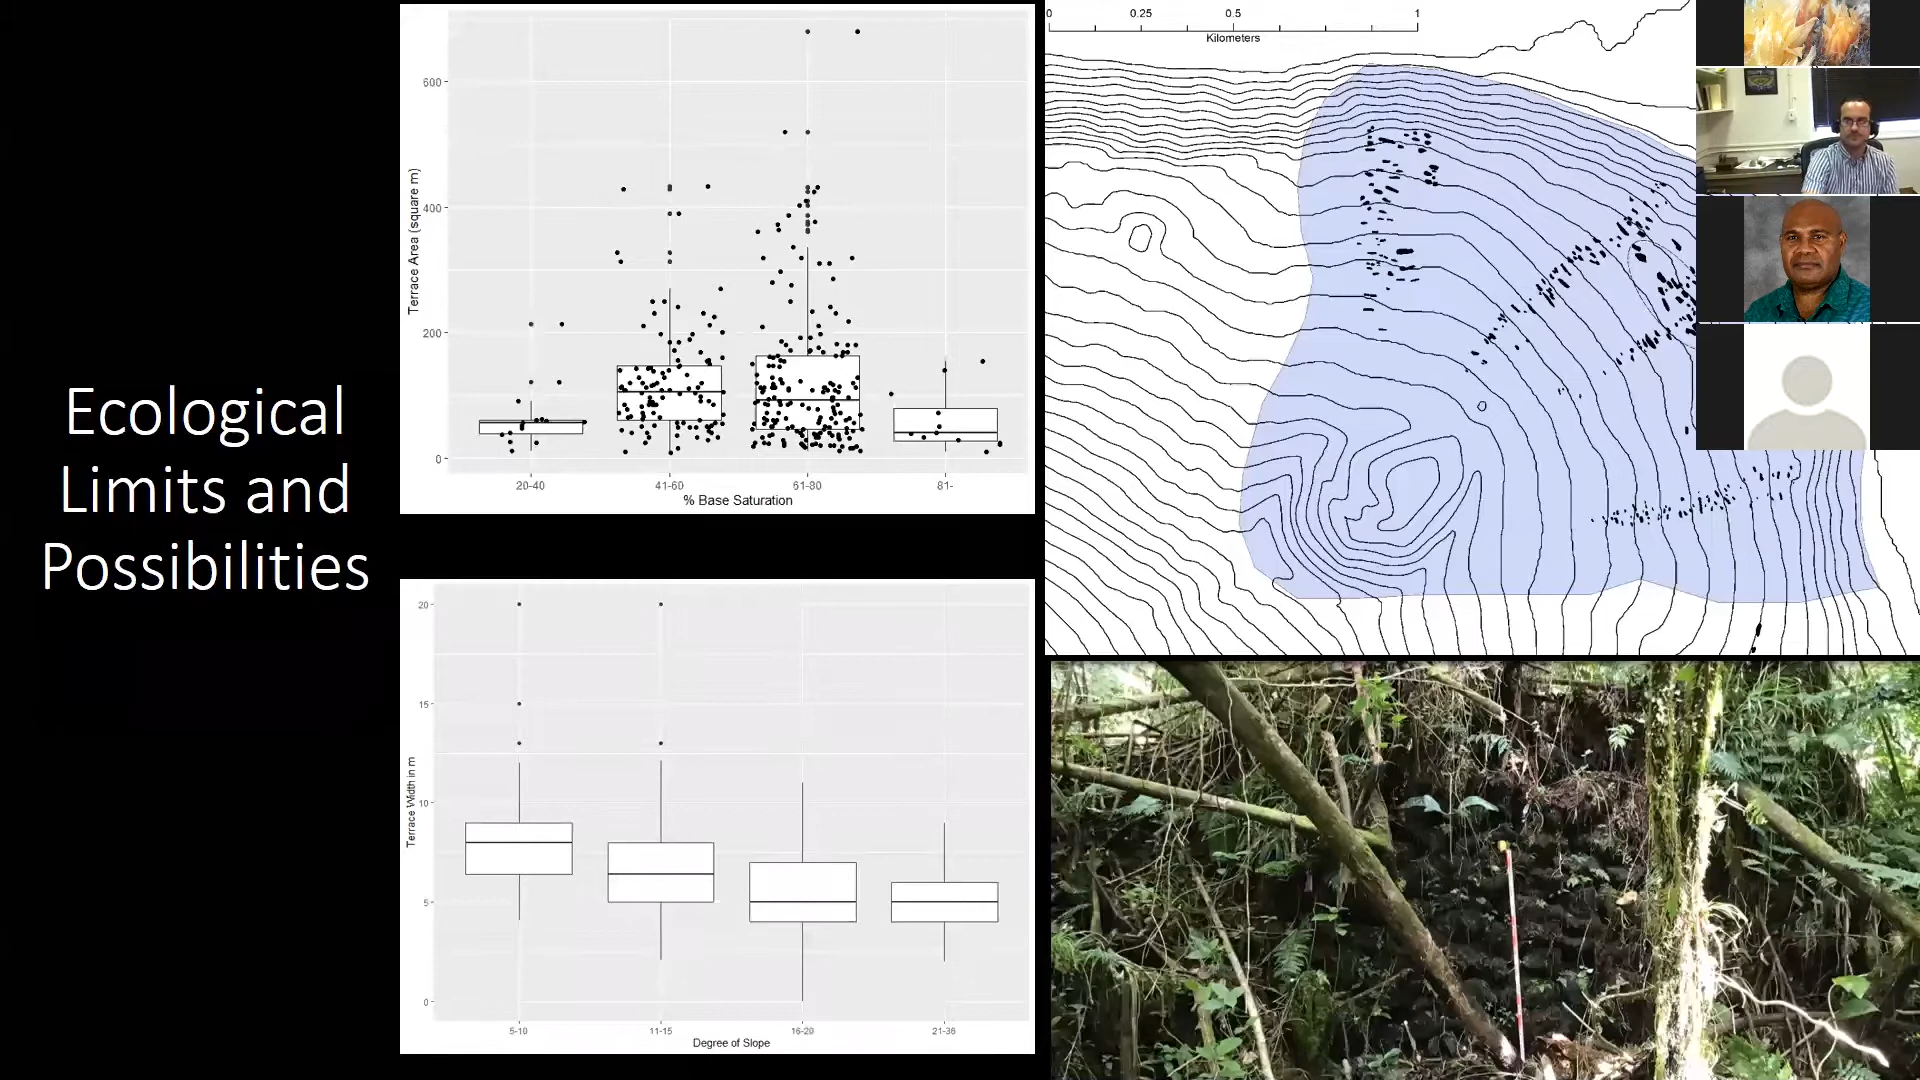 Ecological
Limits and
Possibilities
600
400
200
0
Terrace Area (square m)
20-40
41-60
61-80
81-
% Base Saturation
20
15
10
5
0
Terrace Width in m
5-10
11-15
16-20
21-36
Degree of Slope
0 0.25 0.5 1
Kilometers